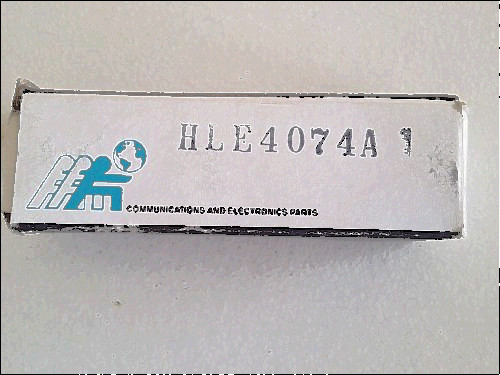 HLE4074A 1
COMMUNICATIONS AND ELECTRONICS PARTS